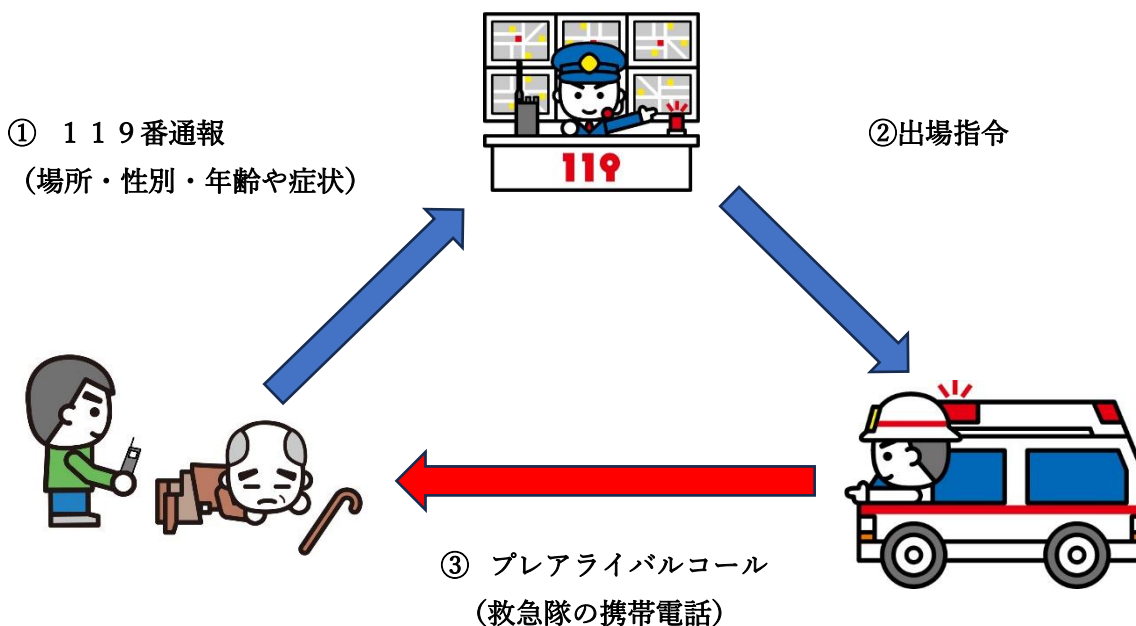 ① １１９番通報
（場所・性別・年齢や症状）
119
②出場指令
③ プレアライバルコール
（救急隊の携帯電話）